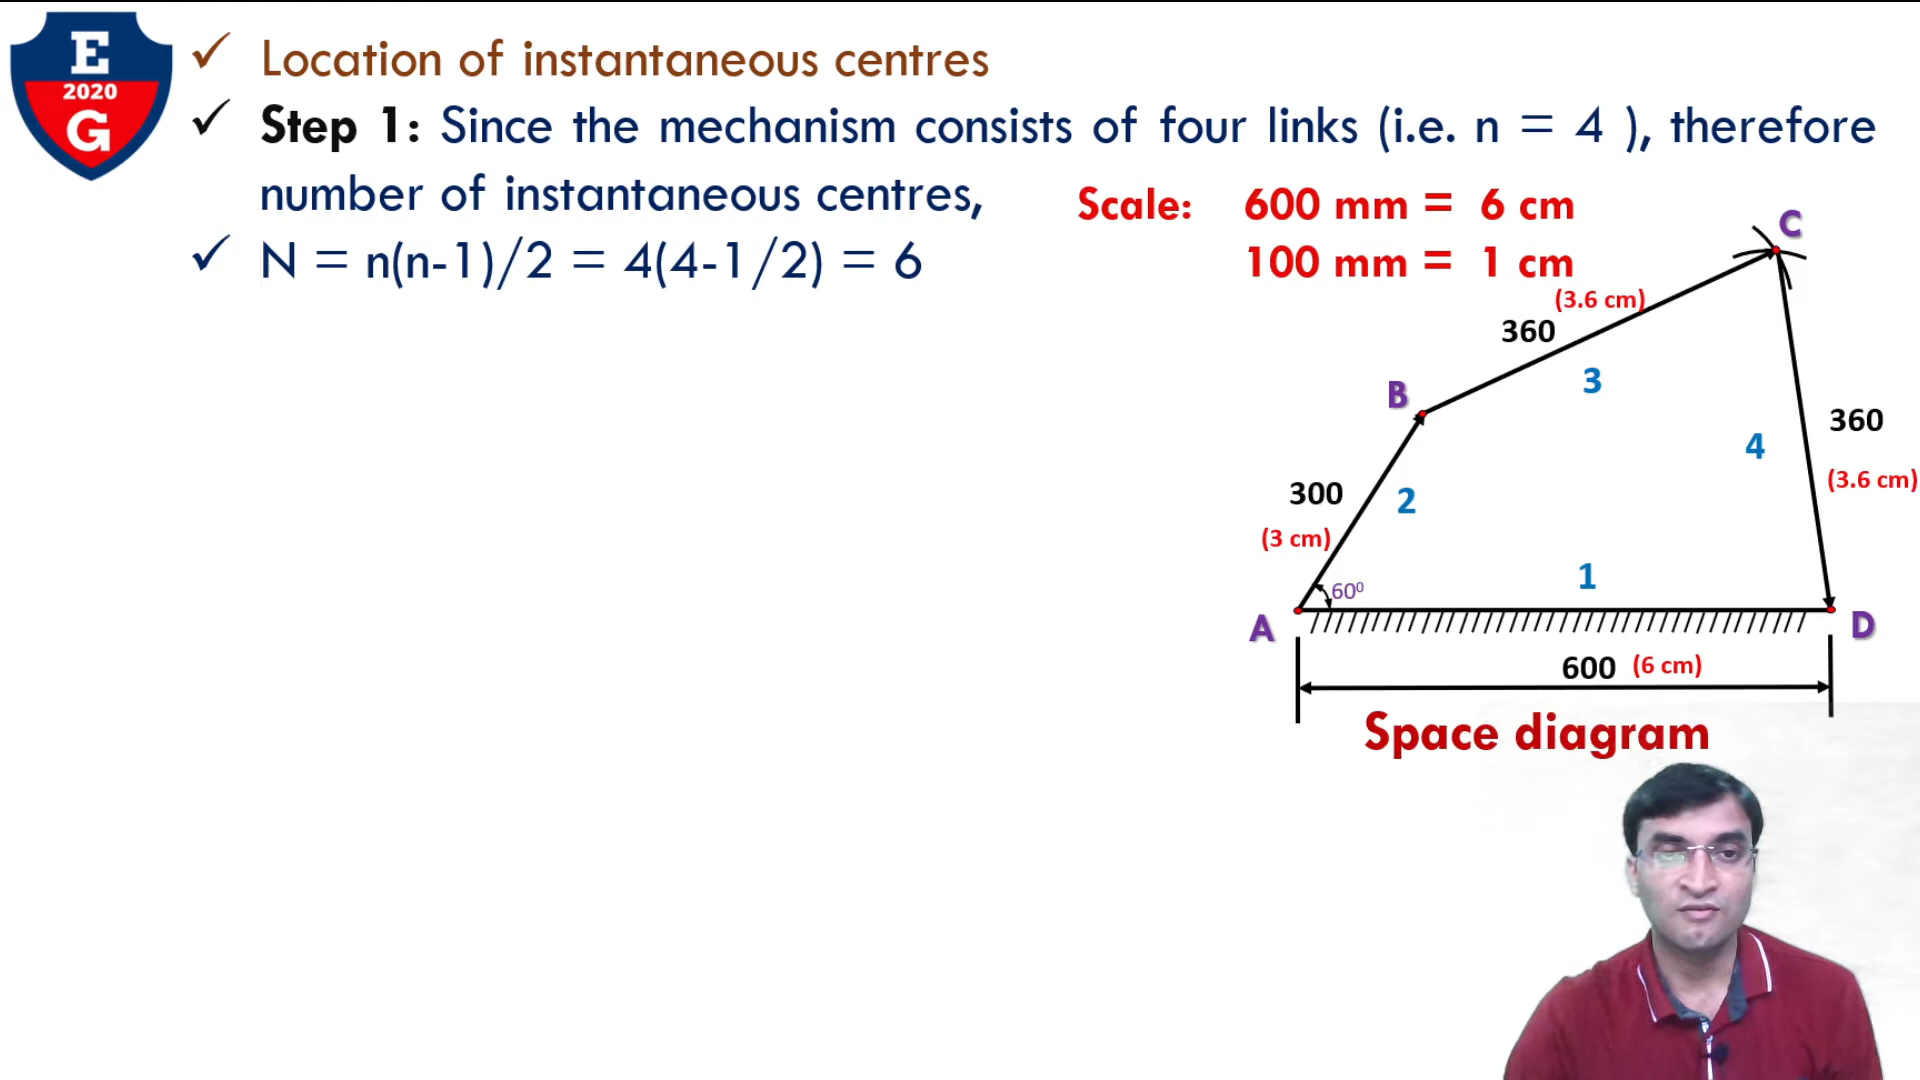 E
2020
G
✓ Location of instantaneous centres
✓ Step 1: Since the mechanism consists of four links (i.e. n = 4 ), therefore
number of instantaneous centres,
✓ N = n(n-1)/2 = 4(4-1/2) = 6
Scale: 600 mm = 6 cm
100 mm = 1 cm
C
(3.6 cm)
360
3
B
360
4
(3.6 cm)
300
2
(3 cm)
60⁰
1
A
D
600 (6 cm)
Space diagram